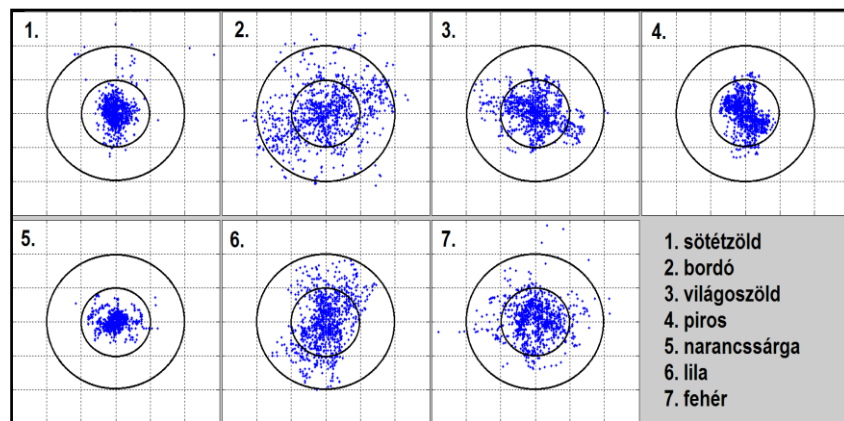 1.
2.
3.
4.
5.
6.
7.
1. sötétzöld
2. bordó
3. világoszöld
4. piros
5. narancssárga
6. lila
7. fehér